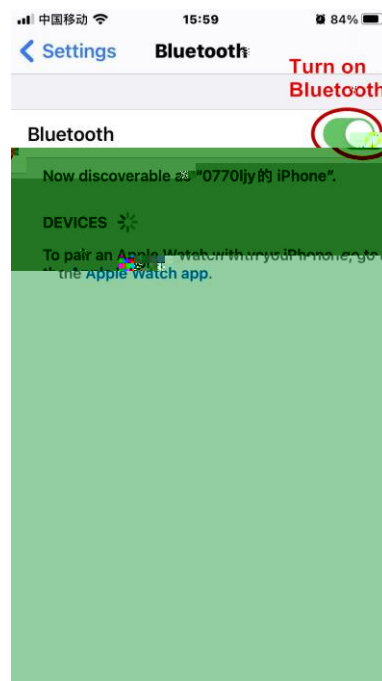 中国移动 15:59 84%
Settings Bluetooth
Turn on
Bluetooth
Bluetooth
Now discoverable as "0770ljy的 iPhone".
DEVICES
To pair an Apple Watch with your iPhone, go
the Apple Watch app.